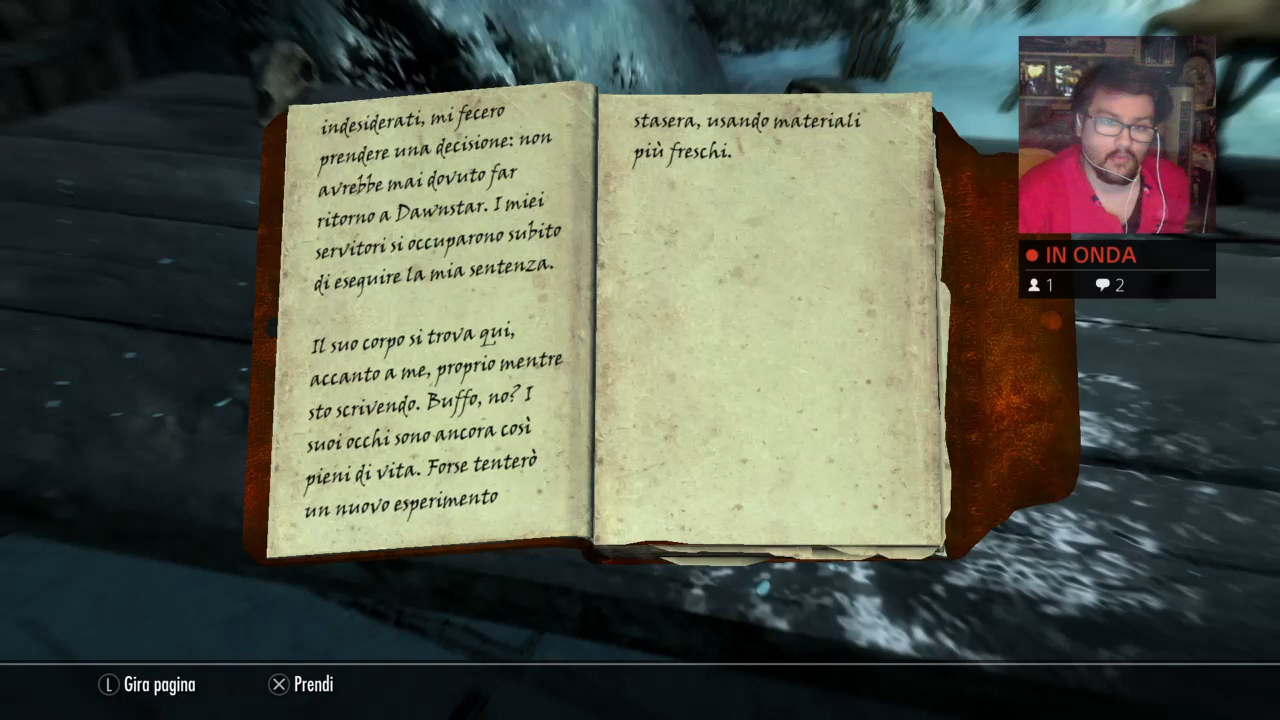 indesiderati, mi fecero
prendere una decisione: non
avrebbe mai dovuto far
ritorno a Dawnstar. I miei
servitori si occuparono subito
di eseguire la mia sentenza.
Il suo corpo si trova qui,
accanto a me, proprio mentre
sto scrivendo. Buffo, no? I
suoi occhi sono ancora così
pieni di vita. Forse tenterò
un nuovo esperimento
stasera, usando materiali
più freschi.
IN ONDA
1 2
L Gira pagina
Prendi